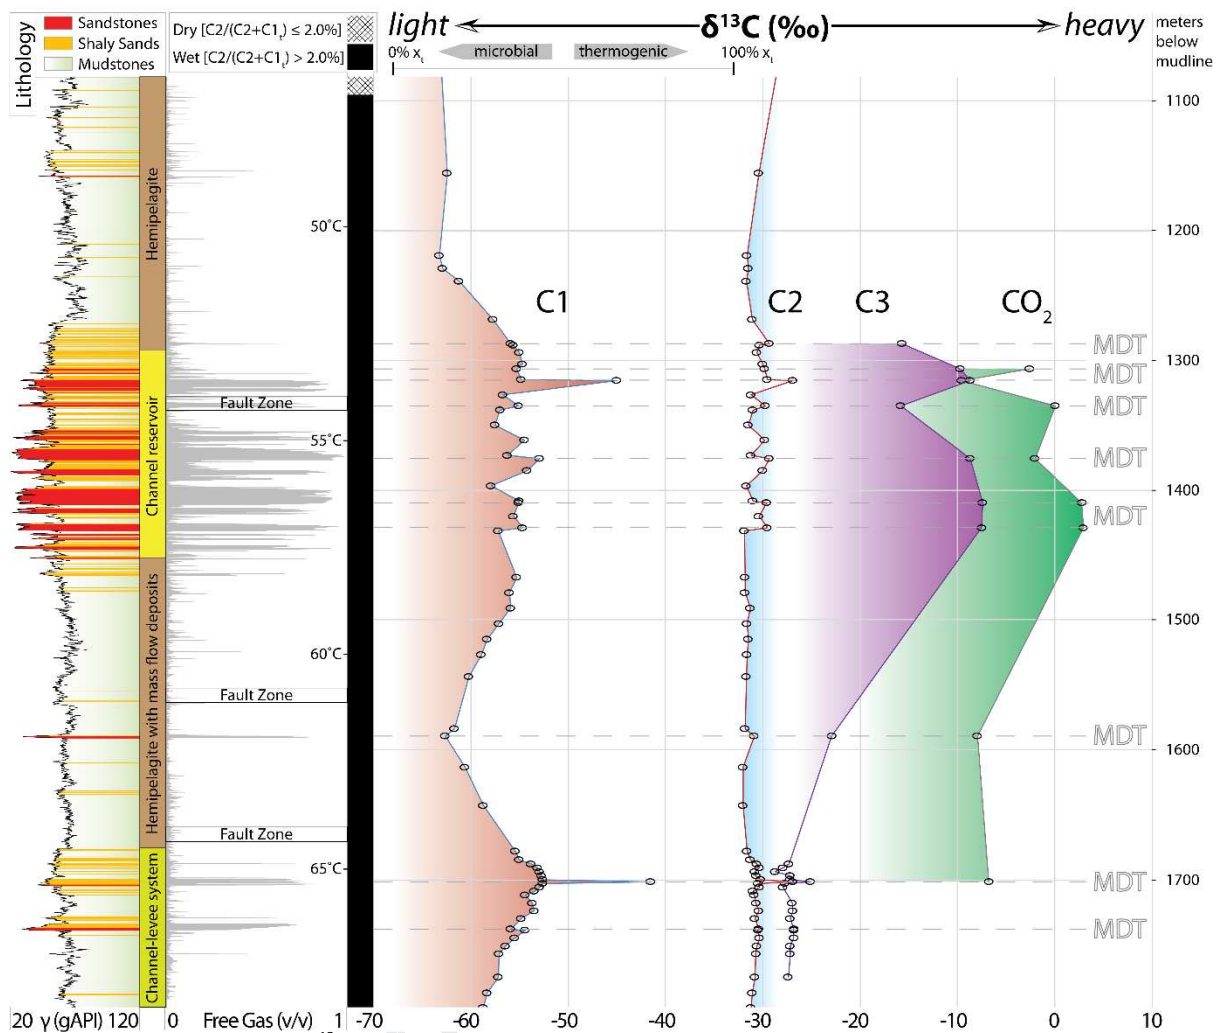 Lithology
Sandstones
Shaly Sands
Mudstones
Dry [C2/(C2+C1t) ≤ 2.0%]
Wet [C2/(C2+C1t) > 2.0%]
light
δ13C (‰)
heavy
meters
below
mudline
microbial
thermogenic
0% xt
100% xt
1100
1200
1300
1400
1500
1600
1700
50°C
55°C
60°C
65°C
Hemipelagite
Channel reservoir
Hemipelagite with mass flow deposits
Channel-levee system
Fault Zone
Fault Zone
Fault Zone
C1
C2
C3
CO2
MDT
MDT
MDT
MDT
MDT
MDT
MDT
MDT
20 γ (gAPI) 120
0 Free Gas (v/v) 1
-70 -60 -50 -40 -30 -20 -10 0 10